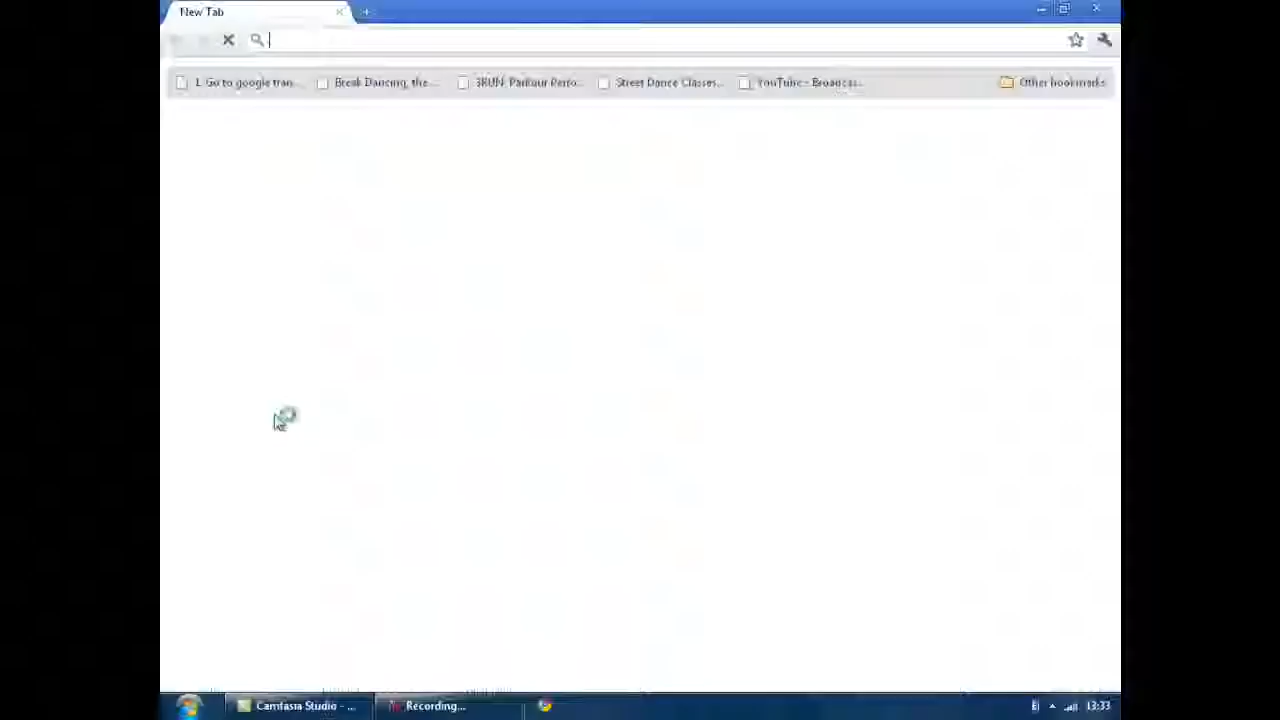 New Tab
1. Go to google tran...
Break Dancing, the...
3RUN: Parkour Perfo...
Street Dance Classes...
YouTube - Broadcas...
Other bookmarks
Camtasia Studio - ...
Recording...
13:33